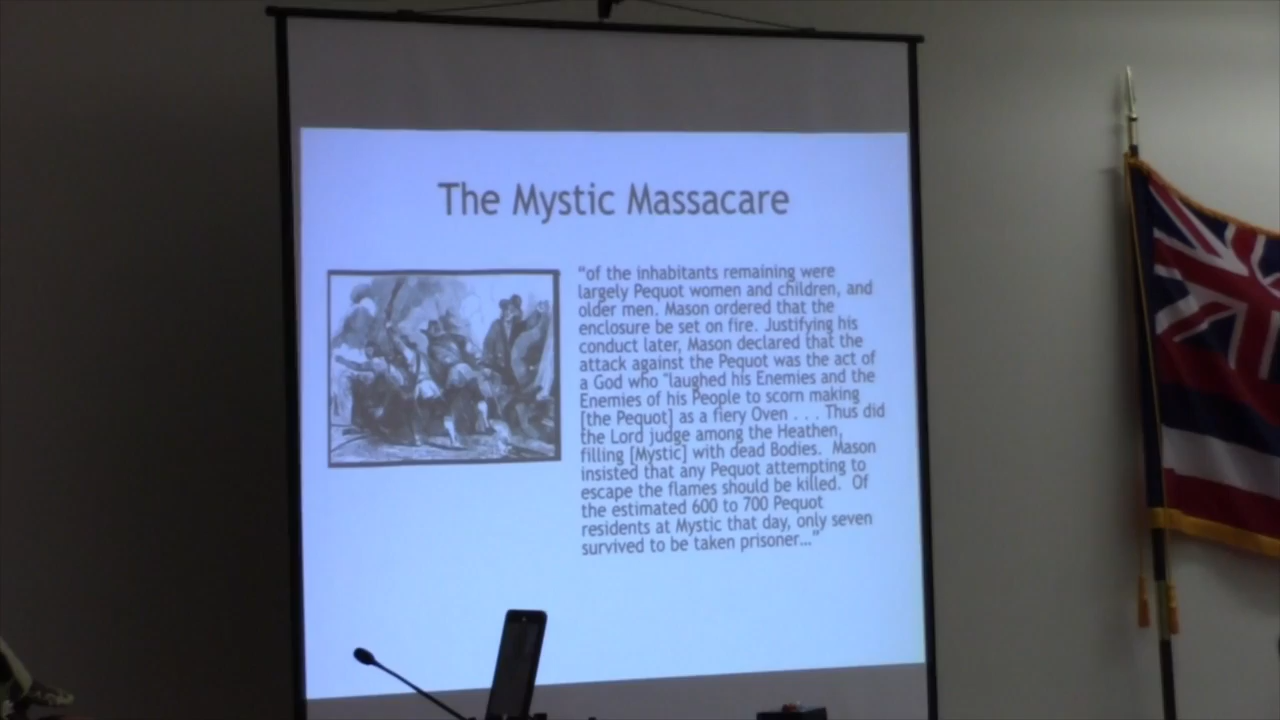 The Mystic Massacare
“of the inhabitants remaining were
largely Pequot women and children, and
older men. Mason ordered that the
enclosure be set on fire. Justifying his
conduct later, Mason declared that the
attack against the Pequot was the act of
a God who "laughed his Enemies and the
Enemies of his People to scorn making
[the Pequot] as a fiery Oven . . . Thus did
the Lord judge among the Heathen,
filling [Mystic] with dead Bodies. Mason
insisted that any Pequot attempting to
escape the flames should be killed. Of
the estimated 600 to 700 Pequot
residents at Mystic that day, only seven
survived to be taken prisoner...”